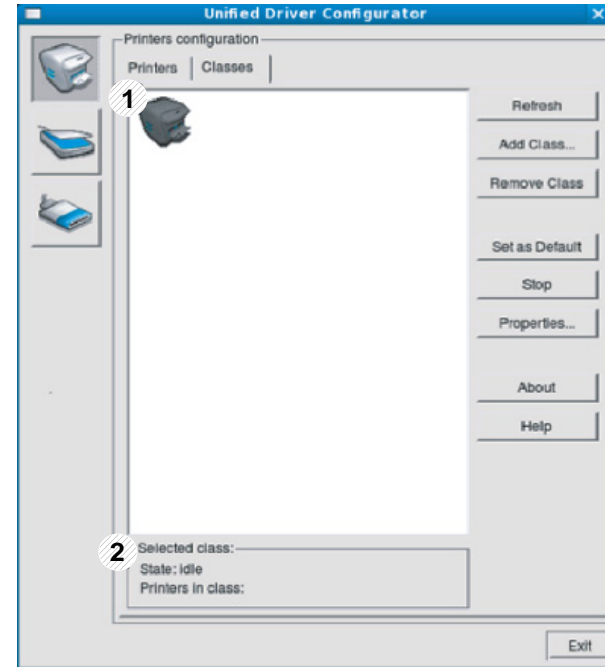 Unified Driver Configurator
Printers configuration
Printers
Classes
1
Refresh
Add Class...
Remove Class
Set as Default
Stop
Properties...
About
Help
2
Selected class:
State: idle
Printers in class:
Exit